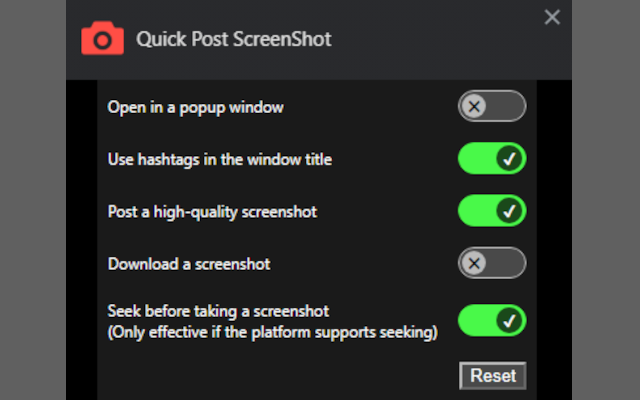 Quick Post ScreenShot
Open in a popup window
Use hashtags in the window title
Post a high-quality screenshot
Download a screenshot
Seek before taking a screenshot
(Only effective if the platform supports seeking)
Reset